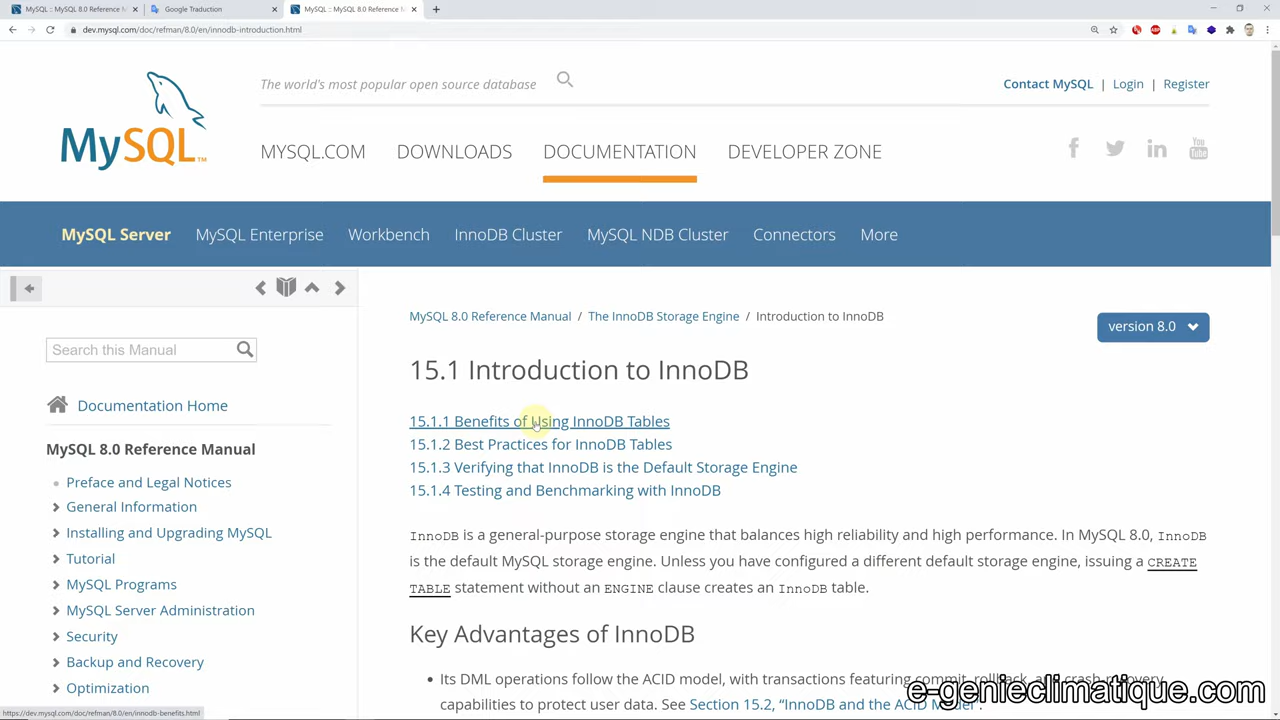 MySQL :: MySQL 8.0 Reference M
Google Traduction
MySQL :: MySQL 8.0 Reference M
dev.mysql.com/doc/refman/8.0/en/innodb-introduction.html
MySQL™
The world's most popular open source database
Contact MySQL | Login | Register
MYSQL.COM DOWNLOADS DOCUMENTATION DEVELOPER ZONE
You Tube
MySQL Server MySQL Enterprise Workbench InnoDB Cluster MySQL NDB Cluster Connectors More
MySQL 8.0 Reference Manual / The InnoDB Storage Engine / Introduction to InnoDB
version 8.0
Search this Manual
Documentation Home
MySQL 8.0 Reference Manual
Preface and Legal Notices
General Information
Installing and Upgrading MySQL
Tutorial
MySQL Programs
MySQL Server Administration
Security
Backup and Recovery
Optimization
15.1 Introduction to InnoDB
15.1.1 Benefits of Using InnoDB Tables
15.1.2 Best Practices for InnoDB Tables
15.1.3 Verifying that InnoDB is the Default Storage Engine
15.1.4 Testing and Benchmarking with InnoDB
InnoDB is a general-purpose storage engine that balances high reliability and high performance. In MySQL 8.0, InnoDB
is the default MySQL storage engine. Unless you have configured a different default storage engine, issuing a CREATE
TABLE statement without an ENGINE clause creates an InnoDB table.
Key Advantages of InnoDB
Its DML operations follow the ACID model, with transactions featuring commit, rollback, and crash-recovery
capabilities to protect user data. See Section 15.2, “InnoDB and the ACID Model”.
https://dev.mysql.com/doc/refman/8.0/en/innodb-benefits.html
e-genieclimatique.com